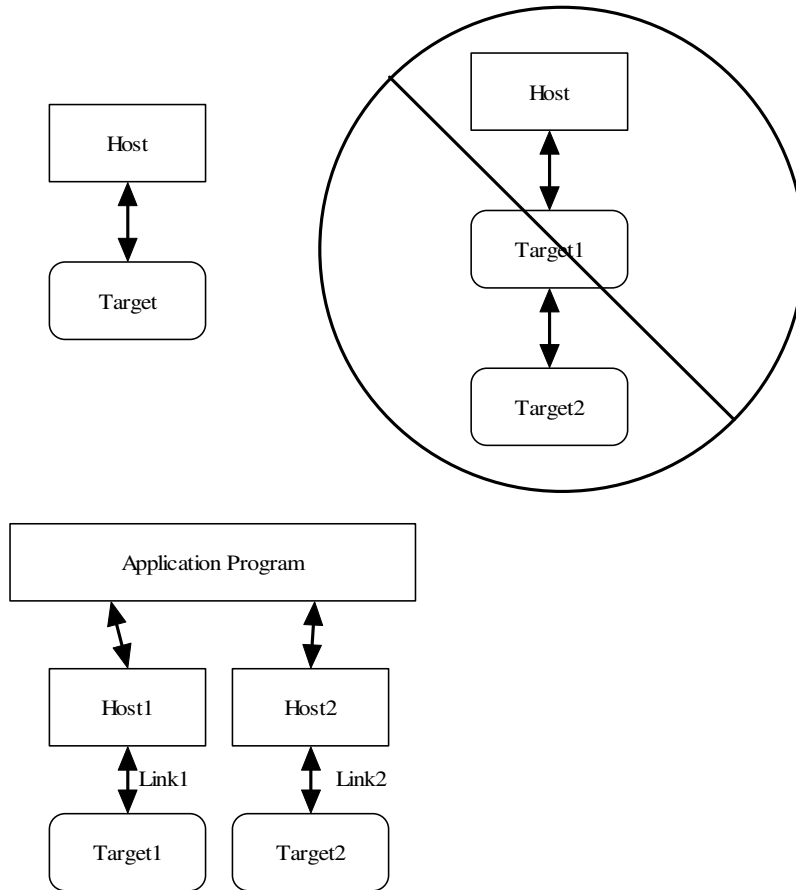 Host
Target
Host
Target1
Target2
Application Program
Host1
Host2
Link1
Link2
Target1
Target2